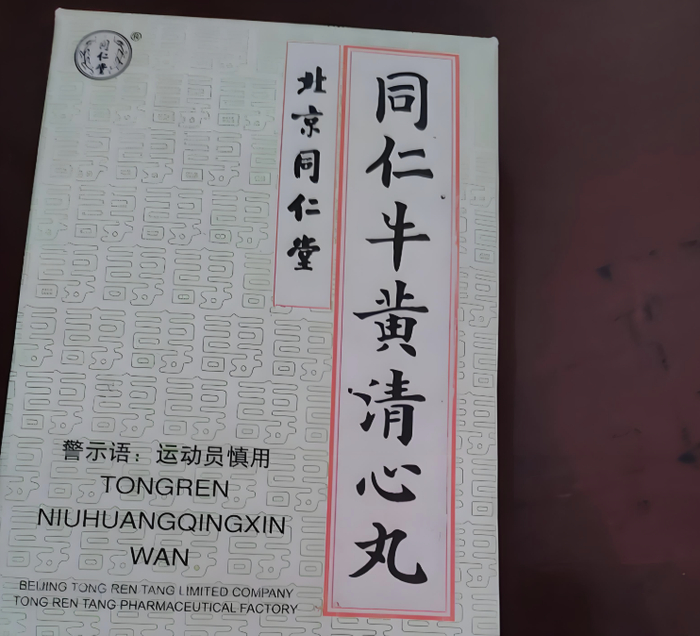 同仁堂
®
北京同仁堂
同仁牛黄清心丸
警示语：运动员慎用
TONGREN
NIUHUANGQINGXIN
WAN
BEIJING TONG REN TANG LIMITED COMPANY
TONG REN TANG PHARMACEUTICAL FACTORY